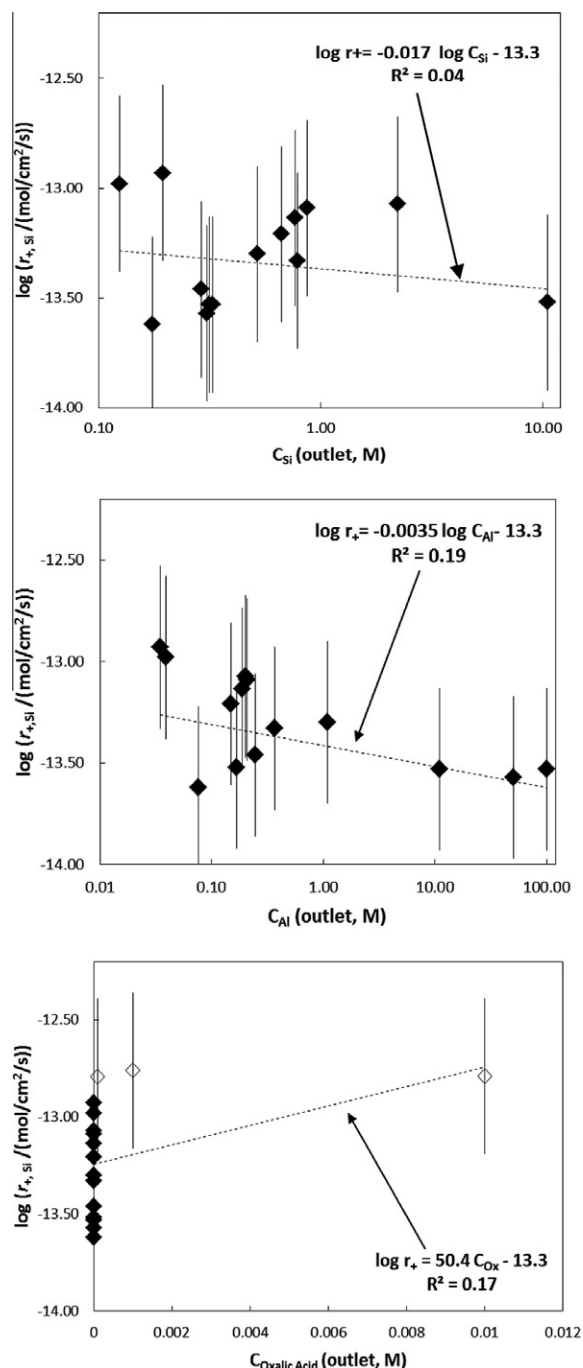 log r+= -0.017 log CSi - 13.3
R² = 0.04
-12.50
-13.00
-13.50
-14.00
log (r+, Si /(mol/cm²/s))
0.10
1.00
10.00
CSi (outlet, M)
log r+= -0.0035 log CAl- 13.3
R² = 0.19
-12.50
-13.00
-13.50
-14.00
log (r+,Si /(mol/cm²/s))
0.01
0.10
1.00
10.00
100.00
CAl (outlet, M)
-12.50
-13.00
-13.50
-14.00
log (r+, Si /(mol/cm²/s))
log r+ = 50.4 COx - 13.3
R² = 0.17
0
0.002
0.004
0.006
0.008
0.01
0.012
COxalic Acid (outlet, M)